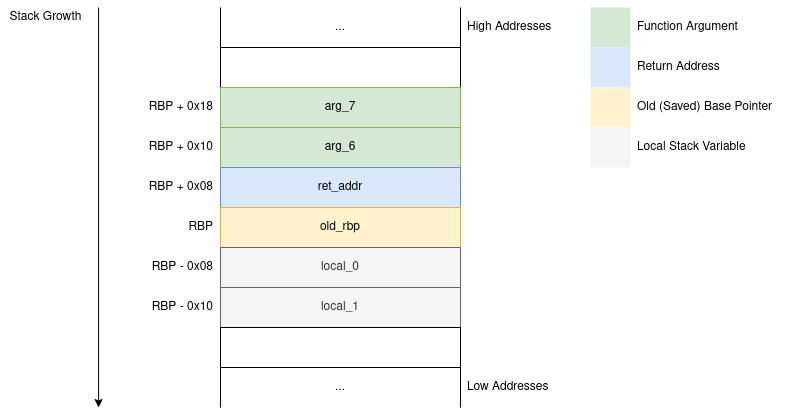 Stack Growth
...
High Addresses
Function Argument
Return Address
RBP + 0x18
arg_7
Old (Saved) Base Pointer
RBP + 0x10
arg_6
Local Stack Variable
RBP + 0x08
ret_addr
RBP
old_rbp
RBP - 0x08
local_0
RBP - 0x10
local_1
...
Low Addresses